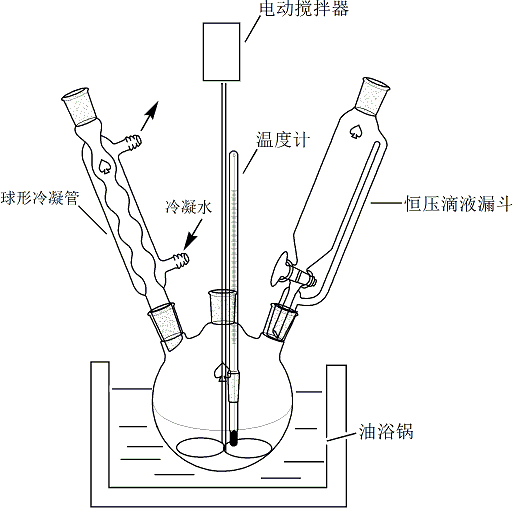 电动搅拌器
温度计
球形冷凝管
冷凝水
恒压滴液漏斗
油浴锅